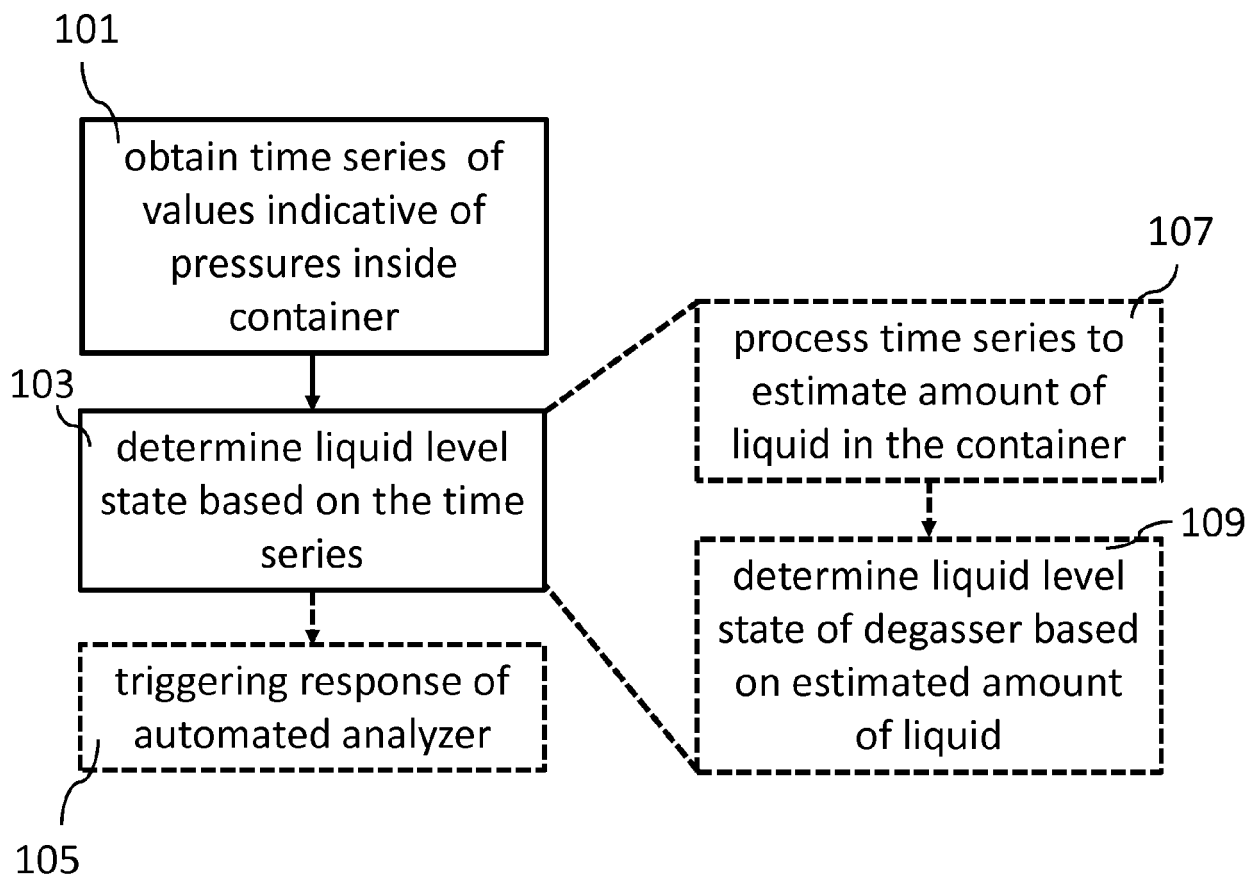 101
obtain time series of
values indicative of
pressures inside
container
103
determine liquid level
state based on the time
series
triggering response of
automated analyzer
105
107
process time series to
estimate amount of
liquid in the container
109
determine liquid level
state of degasser based
on estimated amount
of liquid